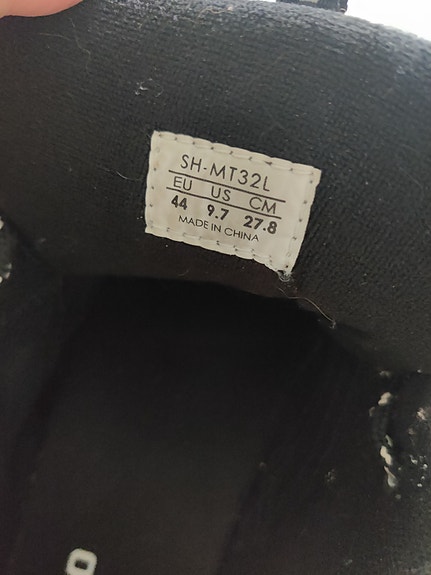 SH-MT32L
EU US CM
44 9.7 27.8
MADE IN CHINA